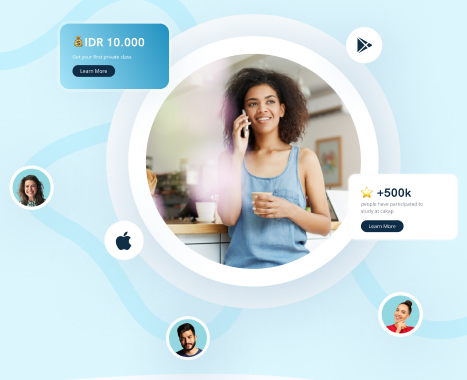 IDR 10.000
Get your first private class
Learn More
+500k
people have participated to
study at cakap
Learn More